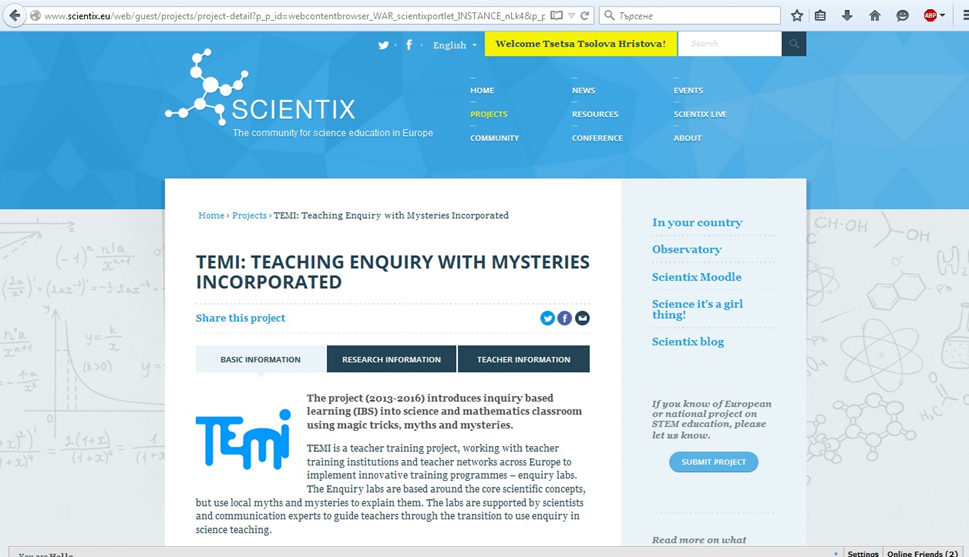 www.scientix.eu/web/guest/projects/project-detail?p_p_id=webcontentbrowser_WAR_scientixportlet_INSTANCE_nLk4&p_p
Търсене
ABP
English
Welcome Tsetsa Tsolova Hristova!
Search
SCIENTIX
The community for science education in Europe
HOME
NEWS
EVENTS
PROJECTS
RESOURCES
SCIENTIX LIVE
COMMUNITY
CONFERENCE
ABOUT
Home › Projects › TEMI: Teaching Enquiry with Mysteries Incorporated
TEMI: TEACHING ENQUIRY WITH MYSTERIES
INCORPORATED
Share this project
BASIC INFORMATION
RESEARCH INFORMATION
TEACHER INFORMATION
TEMI
The project (2013-2016) introduces inquiry based
learning (IBS) into science and mathematics classroom
using magic tricks, myths and mysteries.
TEMI is a teacher training project, working with teacher
training institutions and teacher networks across Europe to
implement innovative training programmes – enquiry labs.
The Enquiry labs are based around the core scientific concepts,
but use local myths and mysteries to explain them. The labs are supported by scientists
and communication experts to guide teachers through the transition to use enquiry in
science teaching.
In your country
Observatory
Scientix Moodle
Science it's a girl
thing!
Scientix blog
If you know of European
or national project on
STEM education, please
let us know.
SUBMIT PROJECT
Read more on what
You are Hello
Settings
Online Friends (2)